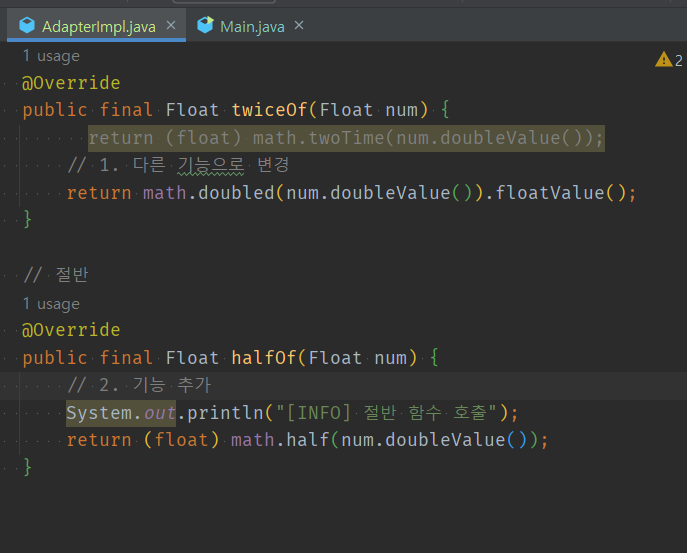 AdapterImpl.java × Main.java ×
1 usage
2
@Override
public final Float twiceOf(Float num) {
return (float) math.twoTime(num.doubleValue());
// 1. 다른 기능으로 변경
return math.doubled(num.doubleValue()).floatValue();
}
// 절반
1 usage
@Override
public final Float halfOf(Float num) {
// 2. 기능 추가
System.out.println("[INFO] 절반 함수 호출");
return (float) math.half(num.doubleValue());
}